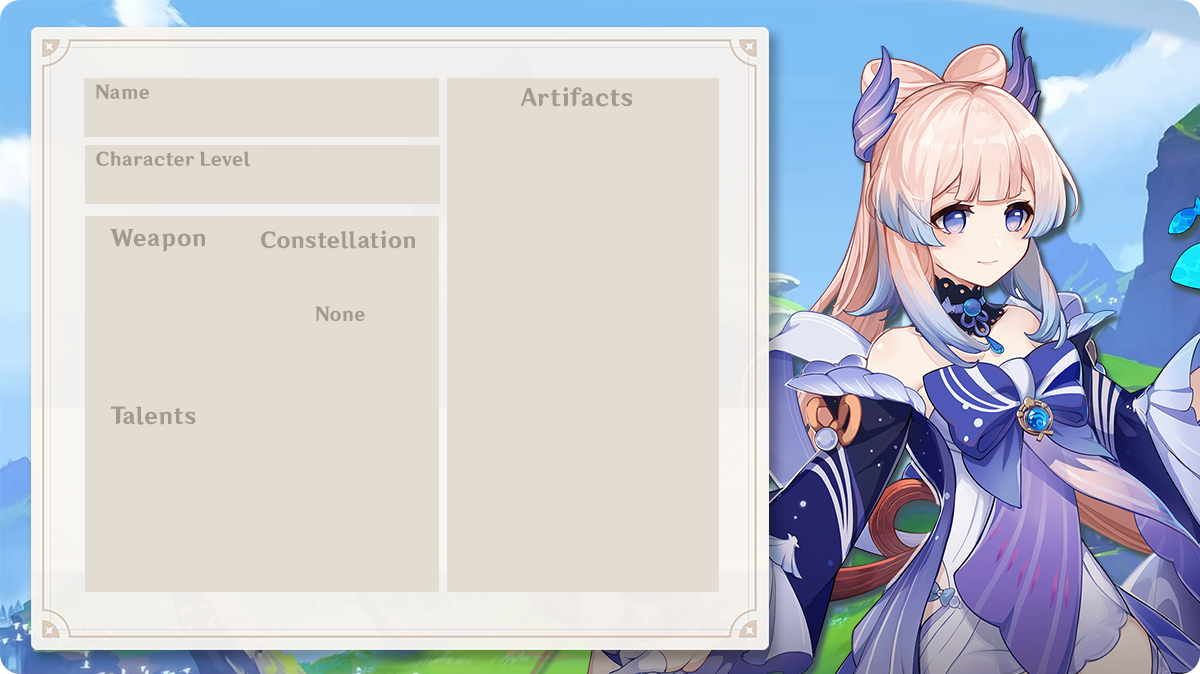 Name
Artifacts
Character Level
Weapon
Constellation
None
Talents